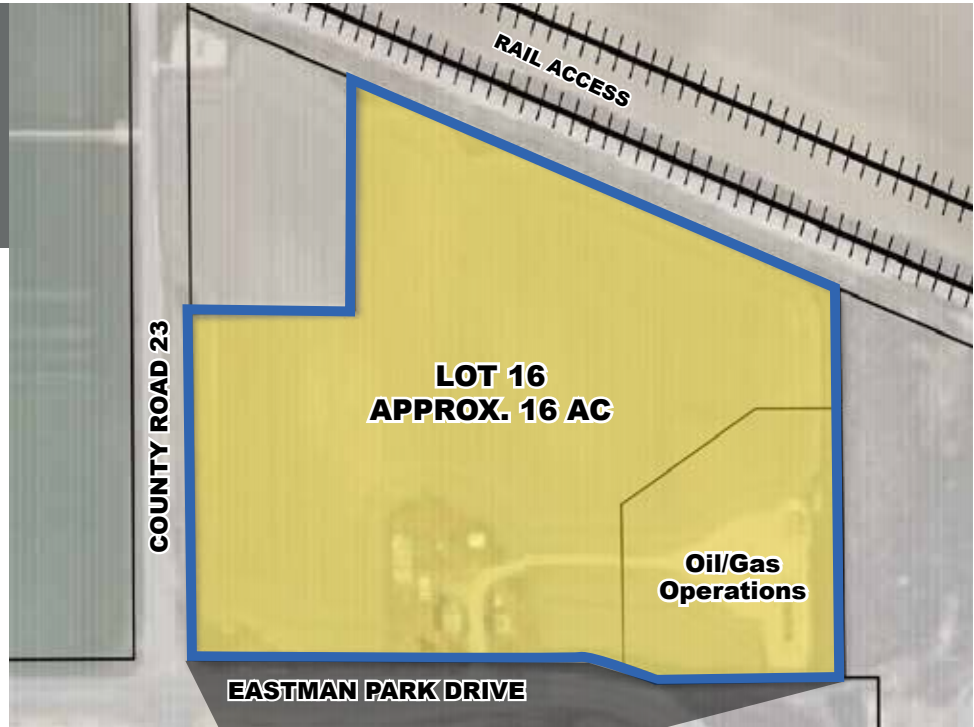 RAIL ACCESS
COUNTY ROAD 23
LOT 16
APPROX. 16 AC
Oil/Gas
Operations
EASTMAN PARK DRIVE